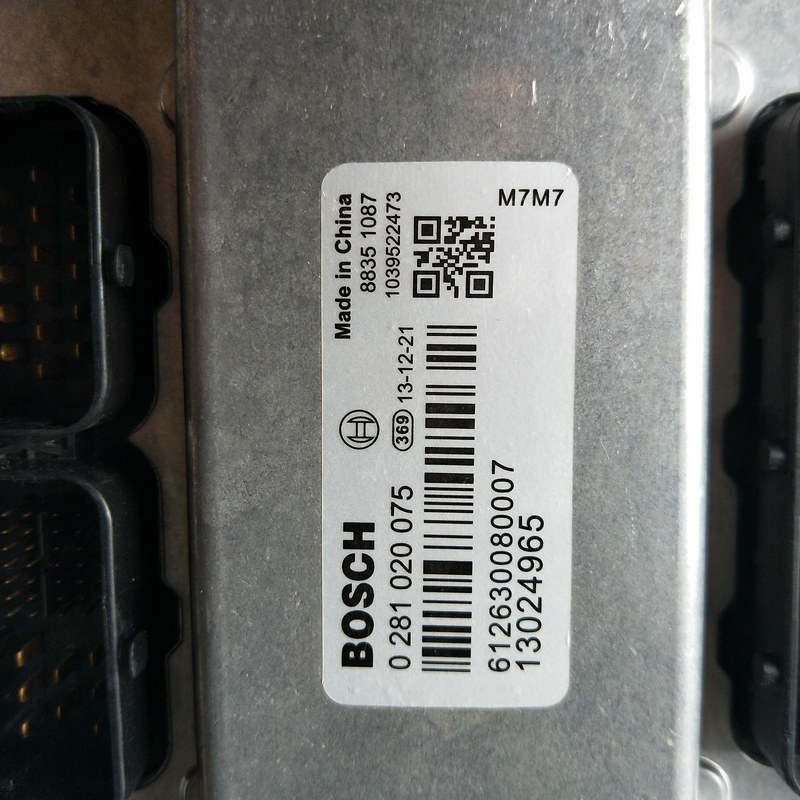 BOSCH
0 281 020 075
612630080007
13024965
369 13-12-21
Made in China
8835 1087
1039522473
M7M7